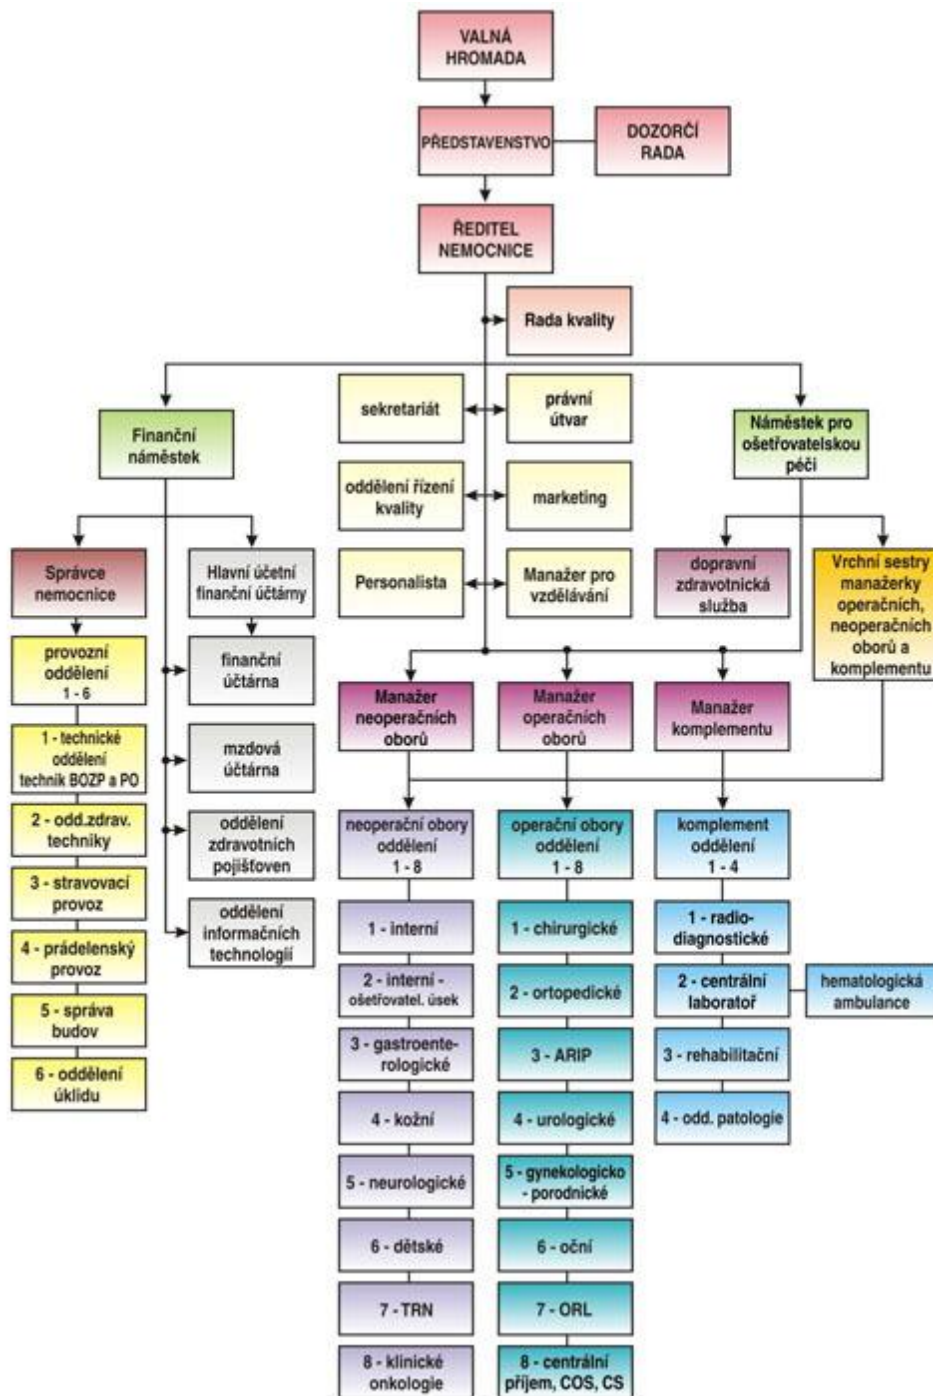 VALNÁ
HROMADA
PŘEDSTAVENSTVO
DOZORČÍ
RADA
ŘEDITEL
NEMOCNICE
Rada kvality
sekretariát
právní
útvar
Finanční
náměstek
Náměstek pro
ošetřovatelskou
péči
oddělení řízení
kvality
marketing
Personalista
Manažer pro
vzdělávání
Správce
nemocnice
Hlavní účetní
finanční účtárny
dopravní
zdravotnická
služba
Vrchní sestry
manažerky
operačních,
neoperačních
oborů a
komplementu
provozní
oddělení
1 - 6
finanční
účtárna
Manažer
neoperačních
oborů
Manažer
operačních
oborů
Manažer
komplementu
1 - technické
oddělení
technik BOZP a PO
mzdová
účtárna
2 - odd.zdrav.
techniky
oddělení
zdravotních
pojišťoven
3 - stravovací
provoz
4 - prádelenský
provoz
oddělení
informačních
technologií
5 - správa
budov
6 - oddělení
úklidu
neoperační obory
oddělení
1 - 8
1 - interní
2 - interní -
ošetřovatel. úsek
3 - gastroente-
rologické
4 - kožní
5 - neurologické
6 - dětské
7 - TRN
8 - klinické
onkologie
operační obory
oddělení
1 - 8
1 - chirurgické
2 - ortopedické
3 - ARIP
4 - urologické
5 - gynekologicko
- porodnické
6 - oční
7 - ORL
8 - centrální
příjem, COS, CS
komplement
oddělení
1 - 4
1 - radio-
diagnostické
2 - centrální
laboratoř
hematologická
ambulance
3 - rehabilitační
4 - odd. patologie